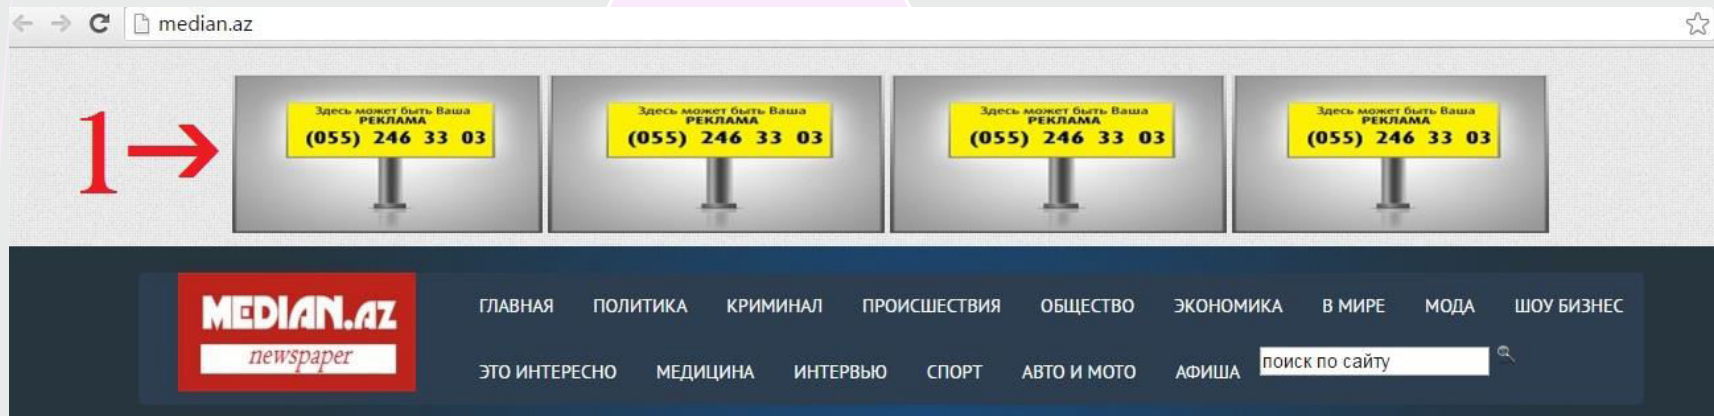 median.az
1
Здесь может быть Ваша
РЕКЛАМА
(055) 246 33 03
Здесь может быть Ваша
РЕКЛАМА
(055) 246 33 03
Здесь может быть Ваша
РЕКЛАМА
(055) 246 33 03
Здесь может быть Ваша
РЕКЛАМА
(055) 246 33 03
MEDIAN.AZ
newspaper
ГЛАВНАЯ ПОЛИТИКА КРИМИНАЛ ПРОИСШЕСТВИЯ ОБЩЕСТВО ЭКОНОМИКА В МИРЕ МОДА ШОУ БИЗНЕС
ЭТО ИНТЕРЕСНО МЕДИЦИНА ИНТЕРВЬЮ СПОРТ АВТО И МОТО АФИША поиск по сайту